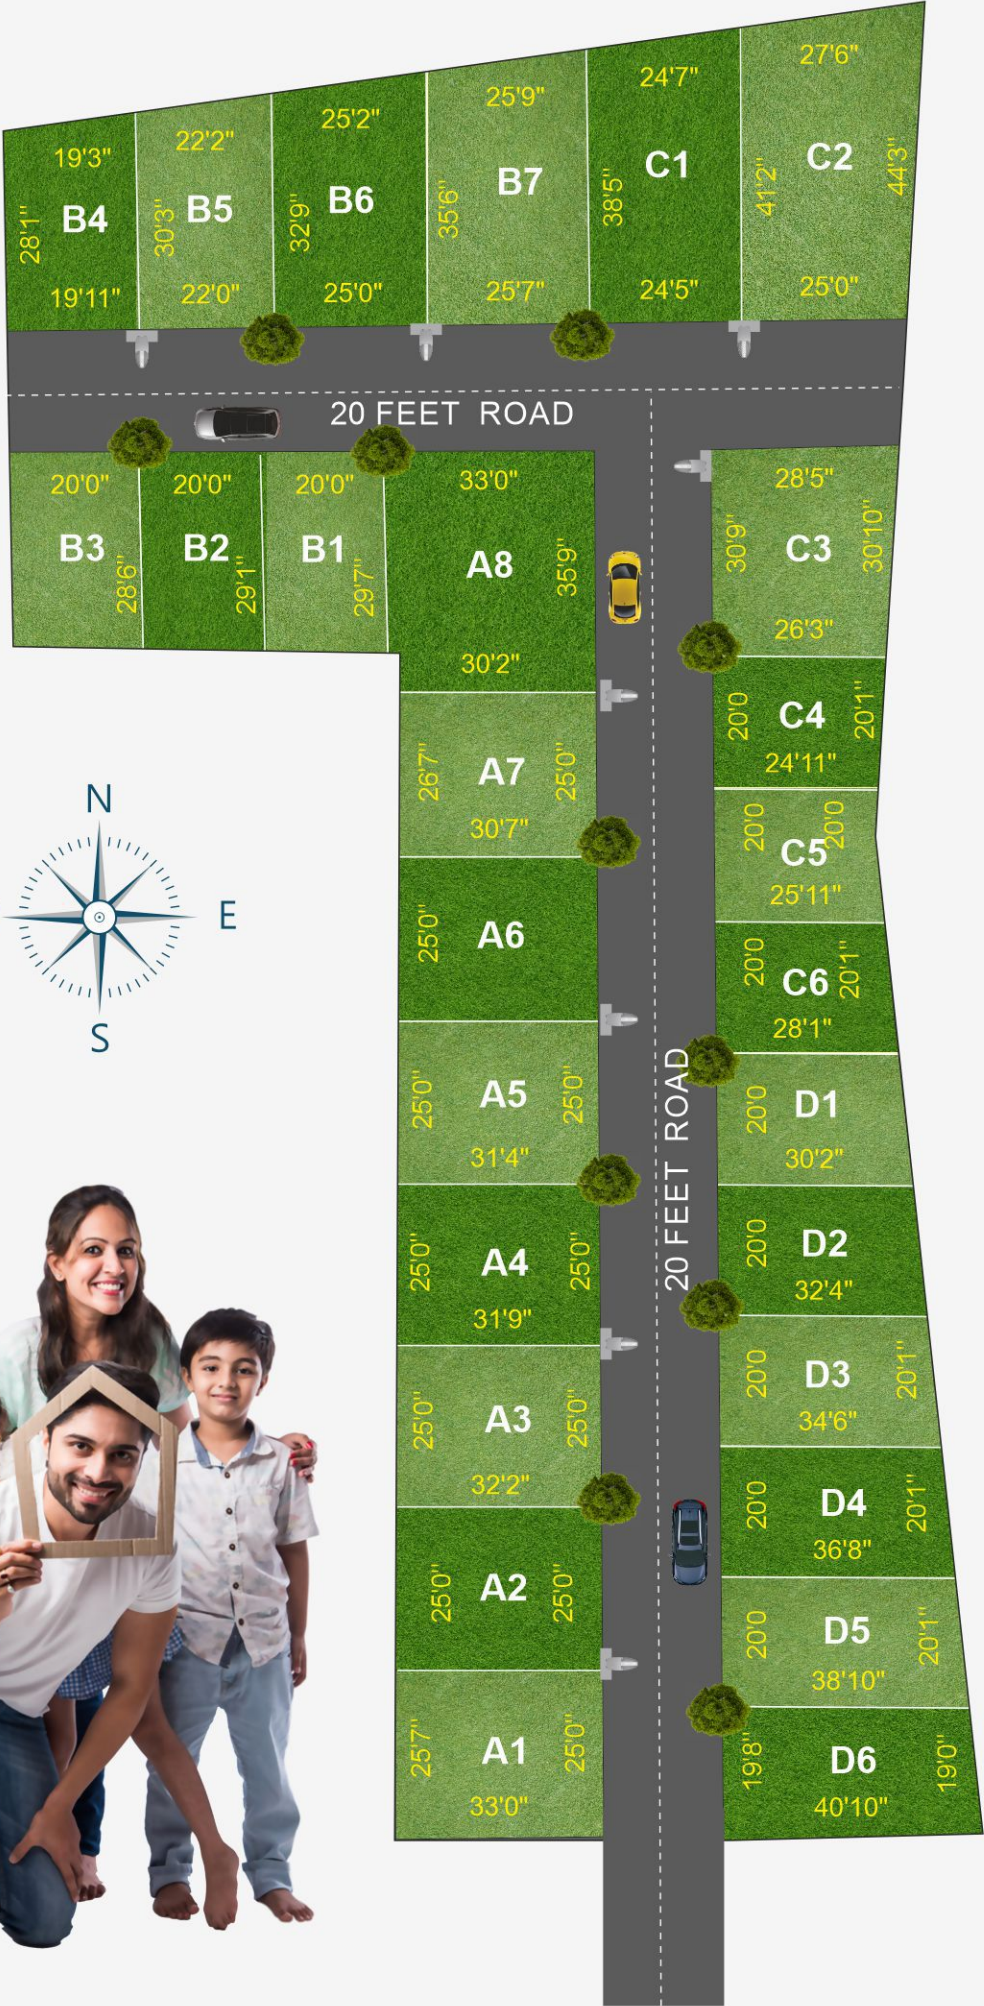 27'6"
24'7"
25'9"
25'2"
22'2"
19'3"
28'1"
B4
30'3"
B5
32'9"
B6
35'6"
B7
38'5"
C1
41'2"
C2
44'3"
19'11"
22'0"
25'0"
25'7"
24'5"
25'0"
20 FEET ROAD
20'0"
20'0"
20'0"
33'0"
28'5"
B3
28'6"
B2
29'1"
B1
29'7"
A8
35'9"
30'9"
C3
30'10"
30'2"
26'3"
26'7"
A7
25'0"
30'7"
20'0
C4
20'1"
24'11"
20'0
C5
20'0
25'11"
25'0"
A6
20'0
C6
20'1"
28'1"
N
E
S
25'0"
A5
25'0"
31'4"
20 FEET ROAD
20'0
D1
30'2"
25'0"
A4
25'0"
31'9"
20'0
D2
32'4"
25'0"
A3
25'0"
32'2"
20'0
D3
20'1"
34'6"
25'0"
A2
25'0"
20'0
D4
20'1"
36'8"
20'0
D5
20'1"
38'10"
25'7"
A1
25'0"
33'0"
19'8"
D6
19'0"
40'10"